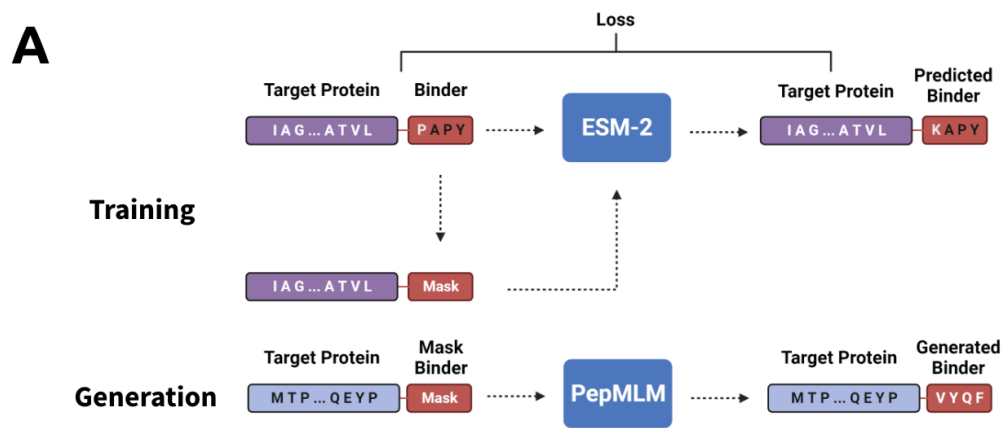 A
Loss
Target Protein
Binder
Target Protein
Predicted
Binder
IAG...ATVL
PAPY
ESM-2
IAG...ATVL
KAPY
Training
IAG...ATVL
Mask
Target Protein
Mask
Binder
Target Protein
Generated
Binder
Generation
MTP...QEYP
Mask
PepMLM
MTP...QEYP
VYQF